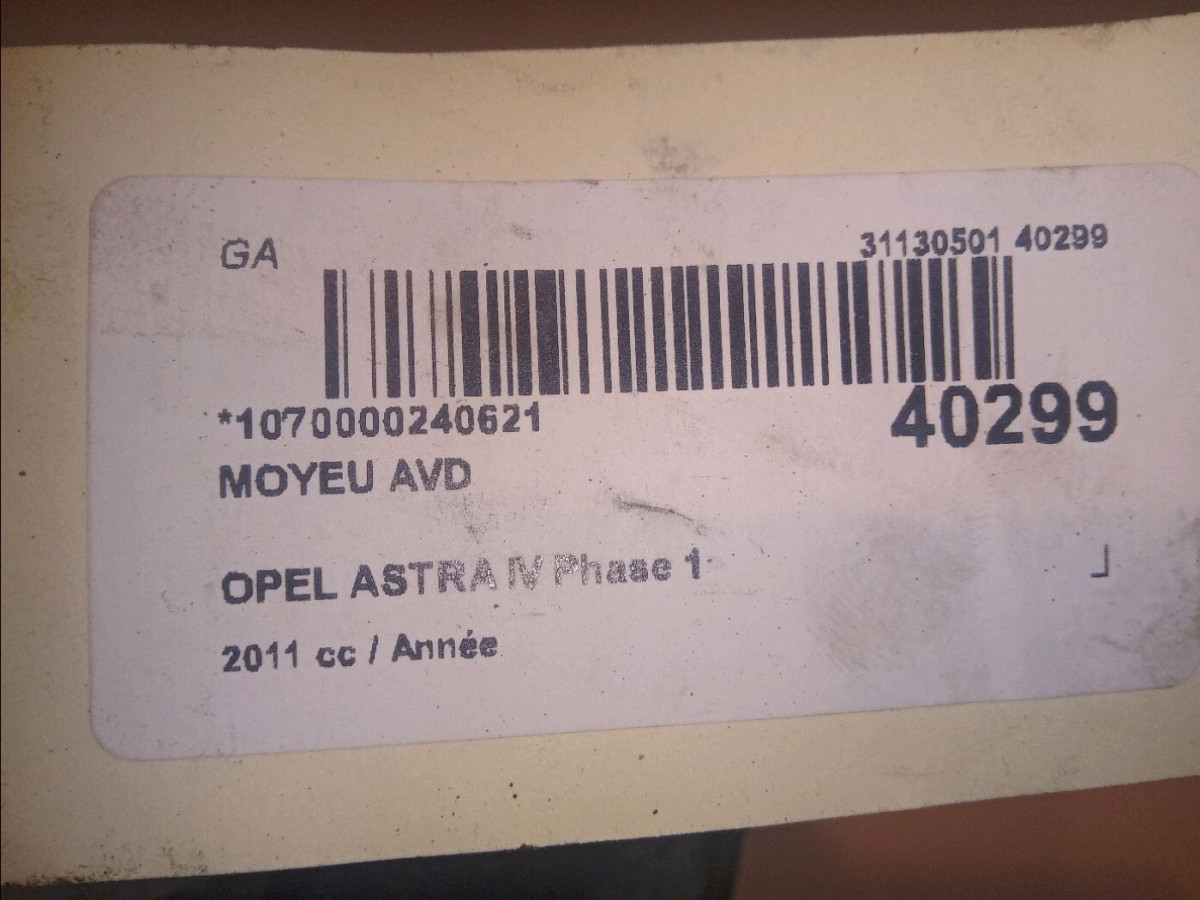 GA
31130501 40299
*1070000240621
40299
MOYEU AVD
OPEL ASTRA IV Phase 1
2011 cc / Année